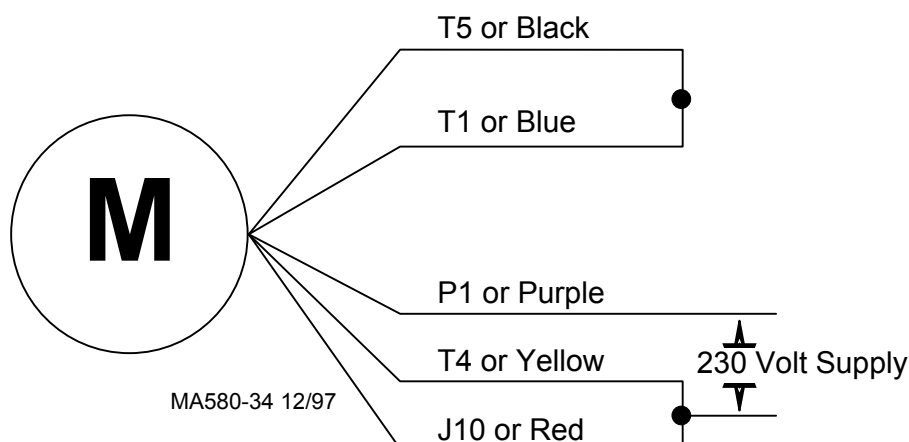 T5 or Black
T1 or Blue
M
P1 or Purple
T4 or Yellow
230 Volt Supply
MA580-34 12/97
J10 or Red